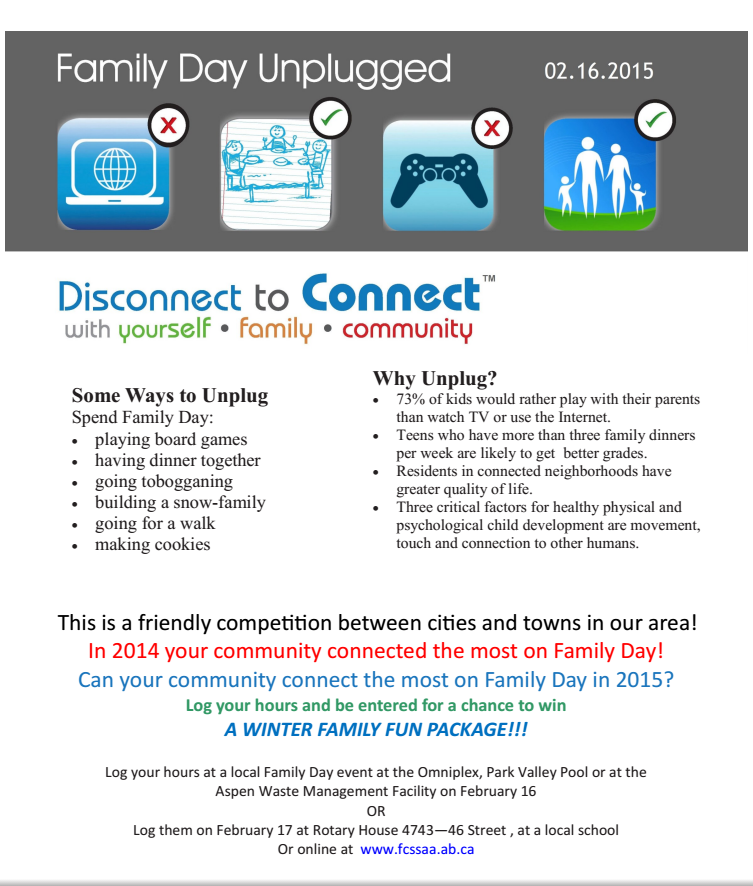 Family Day Unplugged 02.16.2015
X
X
Disconnect to Connect™
with yourself • family • community
Some Ways to Unplug
Spend Family Day:
• playing board games
• having dinner together
• going tobogganing
• building a snow-family
• going for a walk
• making cookies
Why Unplug?
• 73% of kids would rather play with their parents
than watch TV or use the Internet.
• Teens who have more than three family dinners
per week are likely to get better grades.
• Residents in connected neighborhoods have
greater quality of life.
• Three critical factors for healthy physical and
psychological child development are movement,
touch and connection to other humans.
This is a friendly competition between cities and towns in our area!
In 2014 your community connected the most on Family Day!
Can your community connect the most on Family Day in 2015?
Log your hours and be entered for a chance to win
A WINTER FAMILY FUN PACKAGE!!!
Log your hours at a local Family Day event at the Omniplex, Park Valley Pool or at the
Aspen Waste Management Facility on February 16
OR
Log them on February 17 at Rotary House 4743—46 Street , at a local school
Or online at www.fcssaa.ab.ca